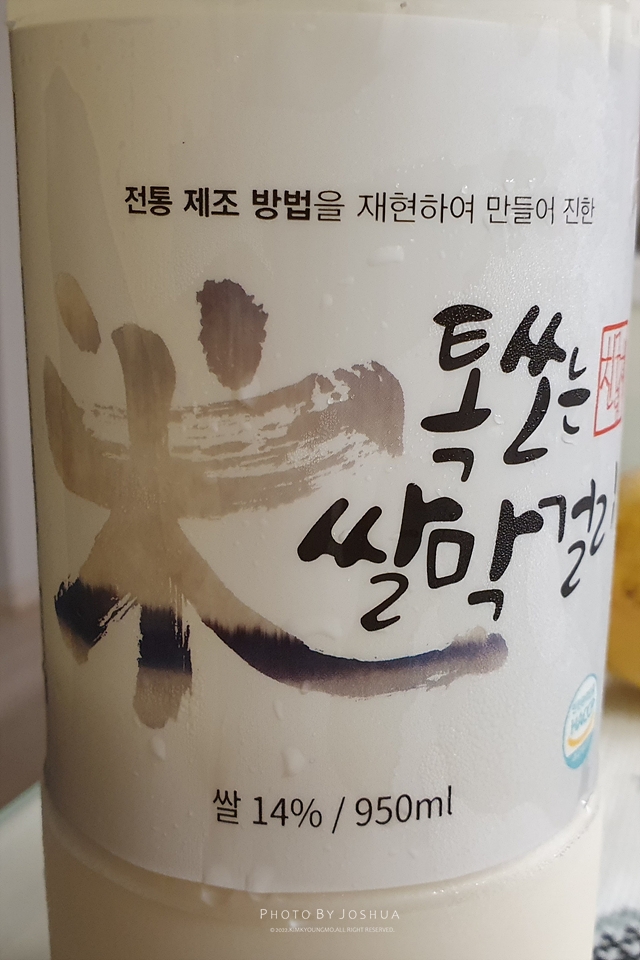 전통 제조 방법을 재현하여 만들어 진한
米
톡쏘는
쌀막걸리
HACCP
쌀 14% / 950ml
PHOTO BY JOSHUA